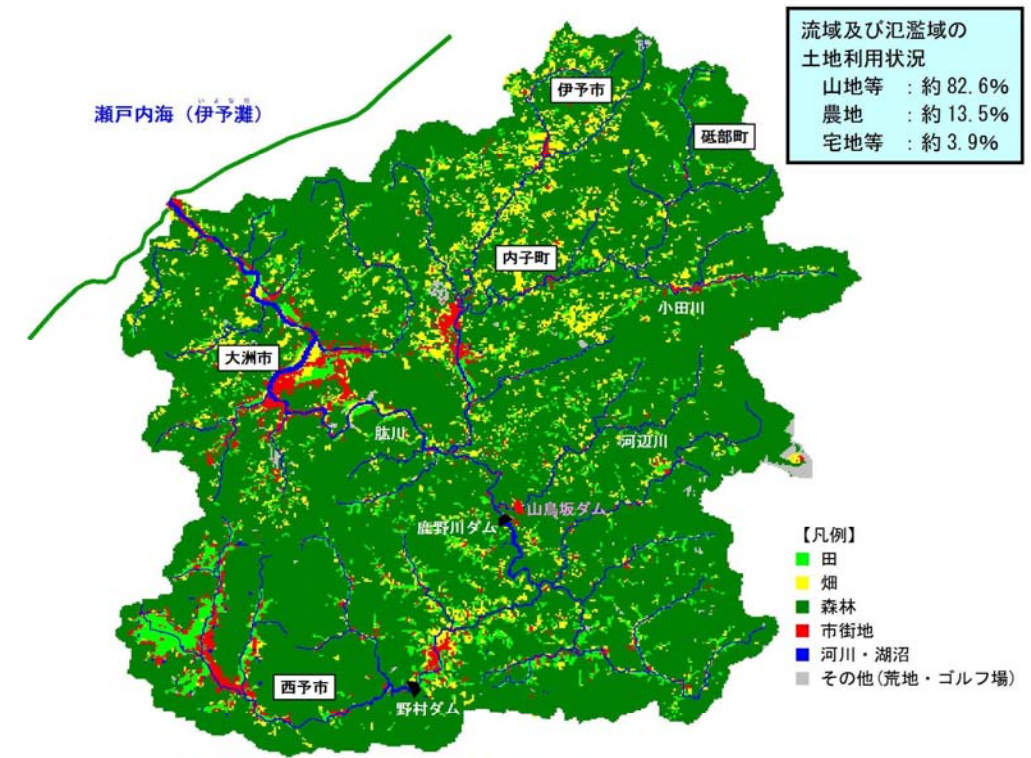 流域及び氾濫域の
土地利用状況
山地等 ：約 82.6%
農地 ：約 13.5%
宅地等 ：約 3.9%
伊予市
いよなだ
瀬戸内海（伊予灘）
砥部町
内子町
小田川
大洲市
肱川
河辺川
山鳥坂ダム
鹿野川ダム
【凡例】
田
畑
森林
市街地
河川・湖沼
その他(荒地・ゴルフ場)
西予市
野村ダム